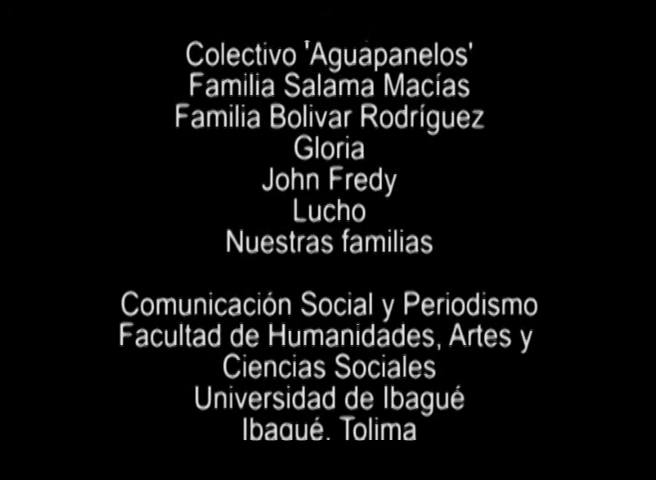 Colectivo 'Aguapanelos'
Familia Salama Macías
Familia Bolivar Rodríguez
Gloria
John Fredy
Lucho
Nuestras familias
Comunicación Social y Periodismo
Facultad de Humanidades, Artes y
Ciencias Sociales
Universidad de Ibagué
Ibagué, Tolima